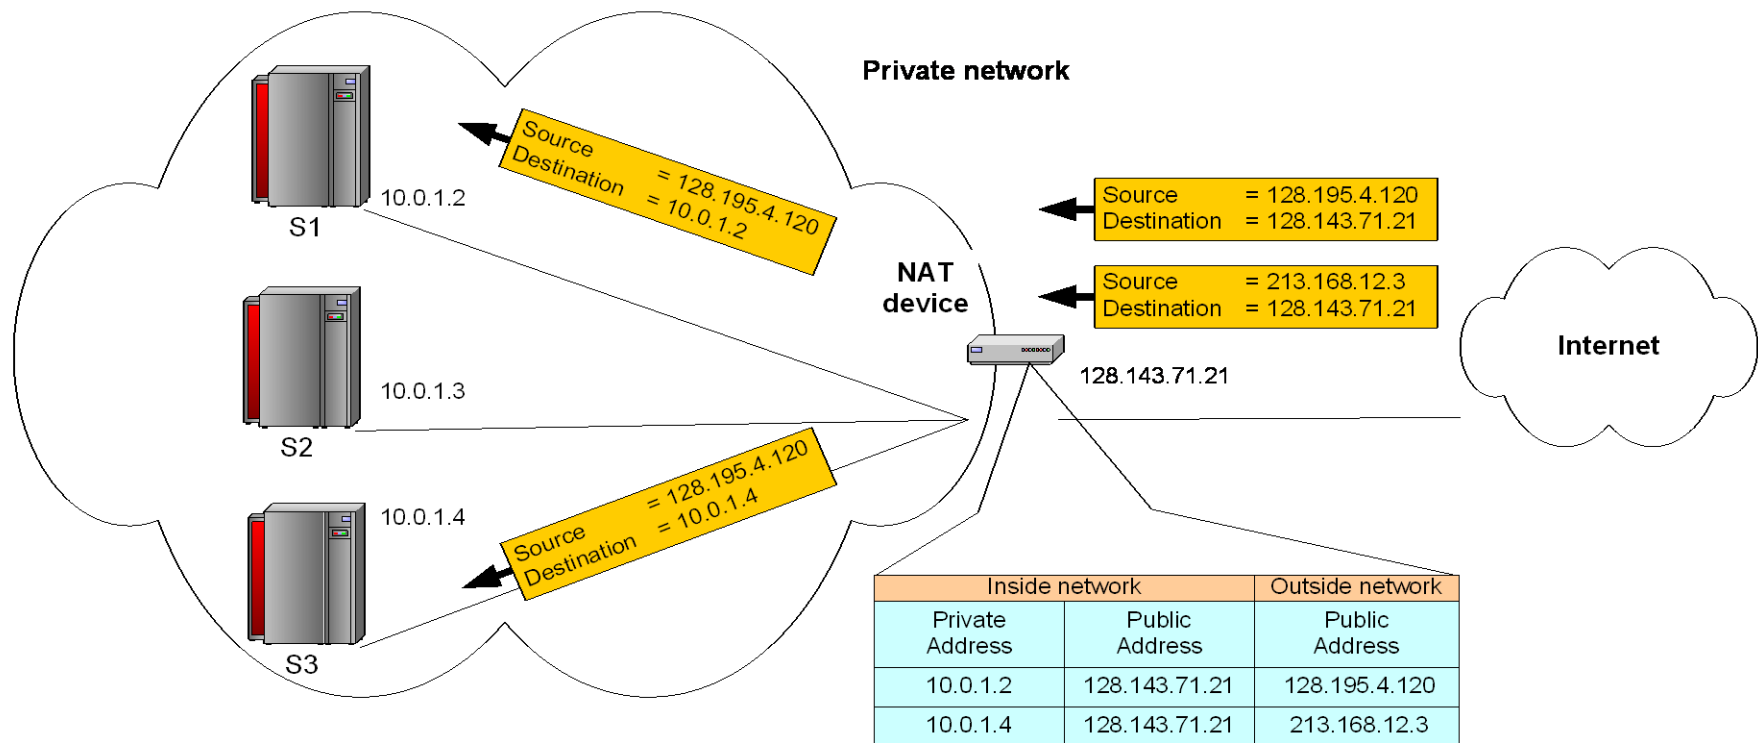 Private network
Source = 128.195.4.120
Destination = 10.0.1.2
10.0.1.2
S1
Source = 128.195.4.120
Destination = 128.143.71.21
NAT
device
Source = 213.168.12.3
Destination = 128.143.71.21
Internet
128.143.71.21
10.0.1.3
S2
Source = 128.195.4.120
Destination = 10.0.1.4
10.0.1.4
S3
Inside network Outside network
Private Public Public
Address Address Address
10.0.1.2 128.143.71.21 128.195.4.120
10.0.1.4 128.143.71.21 213.168.12.3